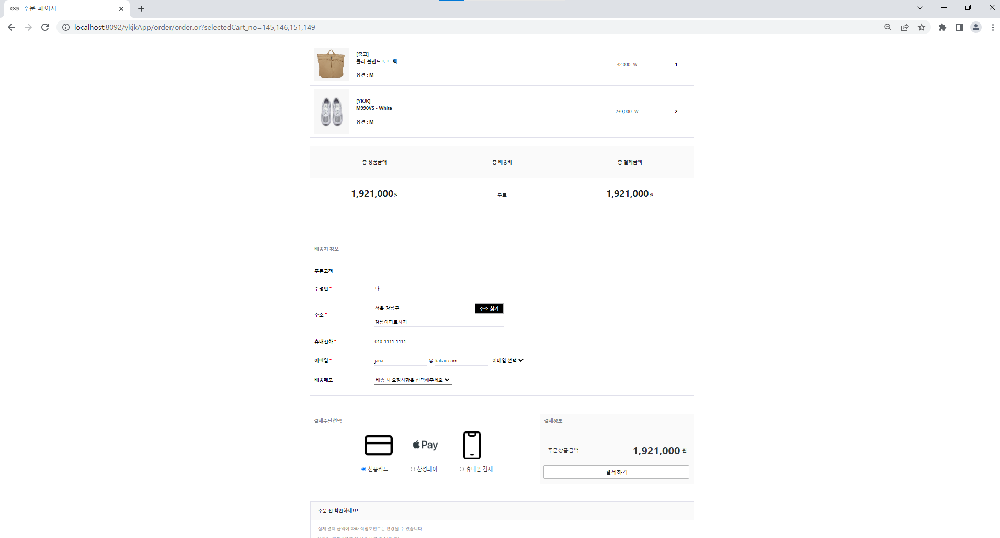 주문 페이지
localhost:8092/ykjkApp/order/order.or?selectedCart_no=145,146,151,149
[중고]
폴리 블랜드 토트 백
옵션 : M
32,000 ₩
1
[YKJK]
M990V5 - White
옵션 : M
239,000 ₩
2
총 상품금액
총 배송비
총 결제금액
1,921,000원
무료
1,921,000원
배송지 정보
주문고객
수령인 *
나
주소 *
서울 강남구
주소 찾기
강남아파트사자
휴대전화 *
010-1111-1111
이메일 *
jana @ kakao.com 이메일 선택
배송메모
배송 시 요청사항을 선택해주세요
결제수단선택
Pay
신용카드
삼성페이
휴대폰 결제
결제정보
주문상품금액
1,921,000 원
결제하기
주문 전 확인하세요!
실제 결제 금액에 따라 적립포인트는 변경될 수 있습니다.